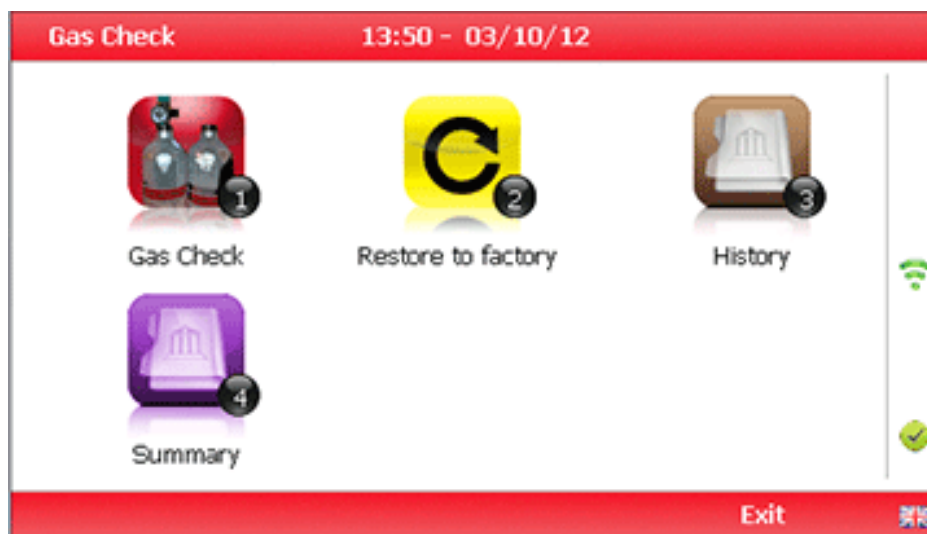 Gas Check 13:50 - 03/10/12
1 2 3
Gas Check Restore to factory History
4
Summary
Exit